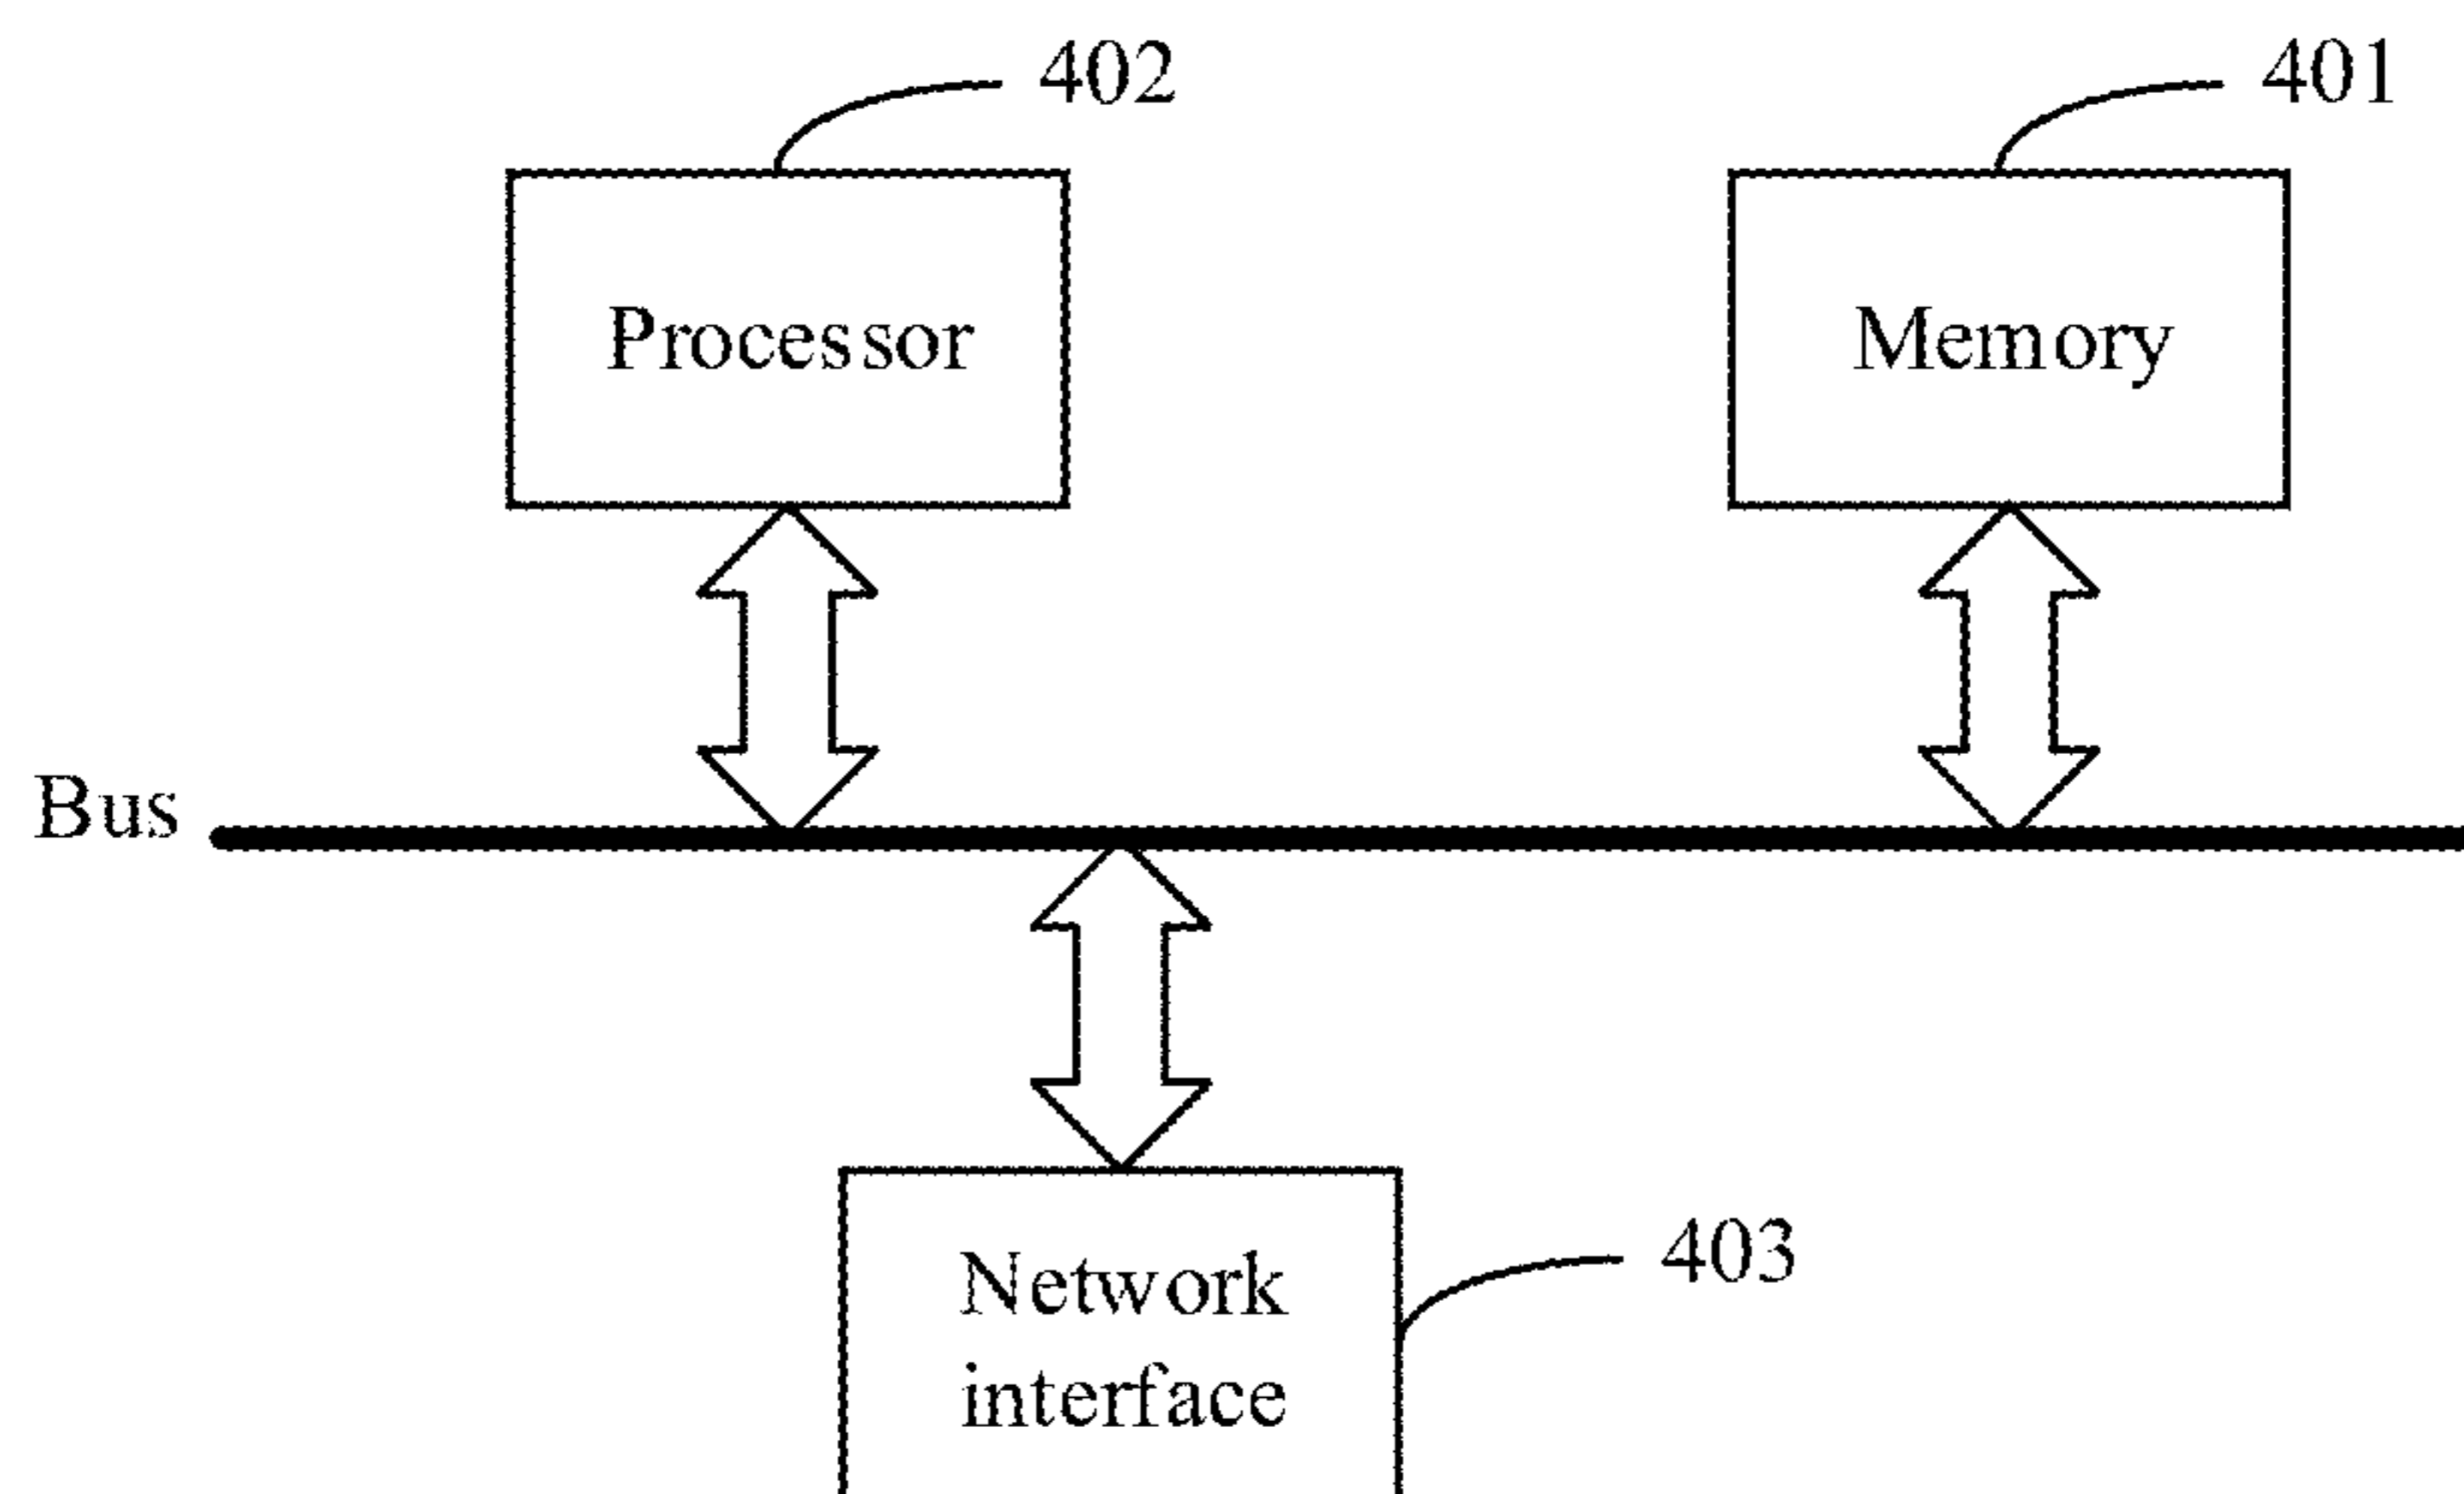 402
401
Processor
Memory
Bus
Network
interface
403